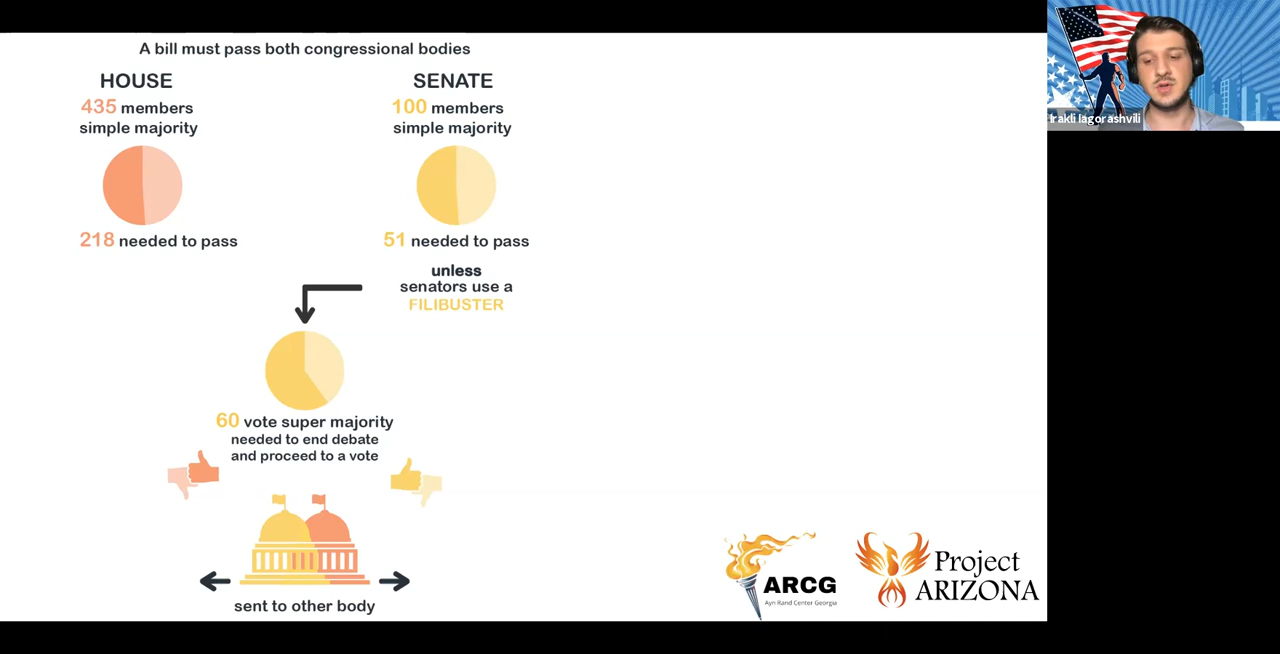 A bill must pass both congressional bodies
HOUSE
435 members
simple majority
218 needed to pass
SENATE
100 members
simple majority
51 needed to pass
unless
senators use a
FILIBUSTER
60 vote super majority
needed to end debate
and proceed to a vote
sent to other body
ARCG
Ayn Rand Center Georgia
Project
ARIZONA
Irakli Iagorashvili